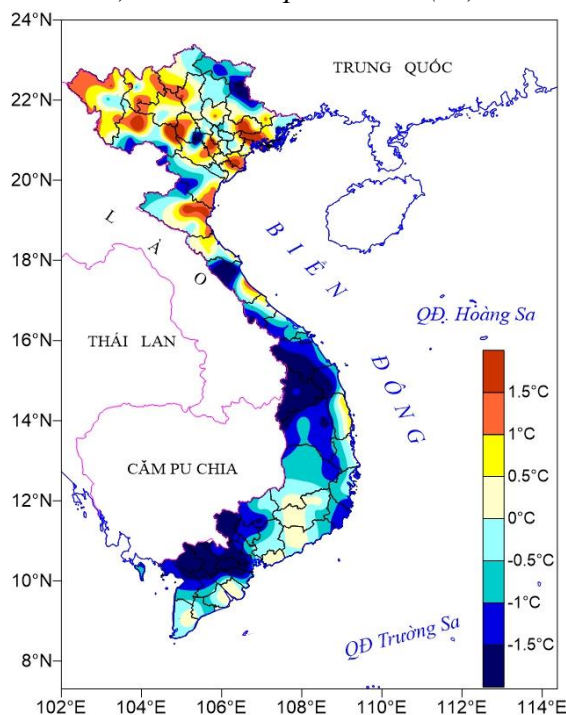 24°N
22°N
20°N
18°N
16°N
14°N
12°N
10°N
8°N
TRUNG QUỐC
L À O
BIỂN ĐÔNG
THÁI LAN
QĐ. Hoàng Sa
CĂM PU CHIA
QĐ Trường Sa
1.5°C
1°C
0.5°C
0°C
-0.5°C
-1°C
-1.5°C
102°E 104°E 106°E 108°E 110°E 112°E 114°E